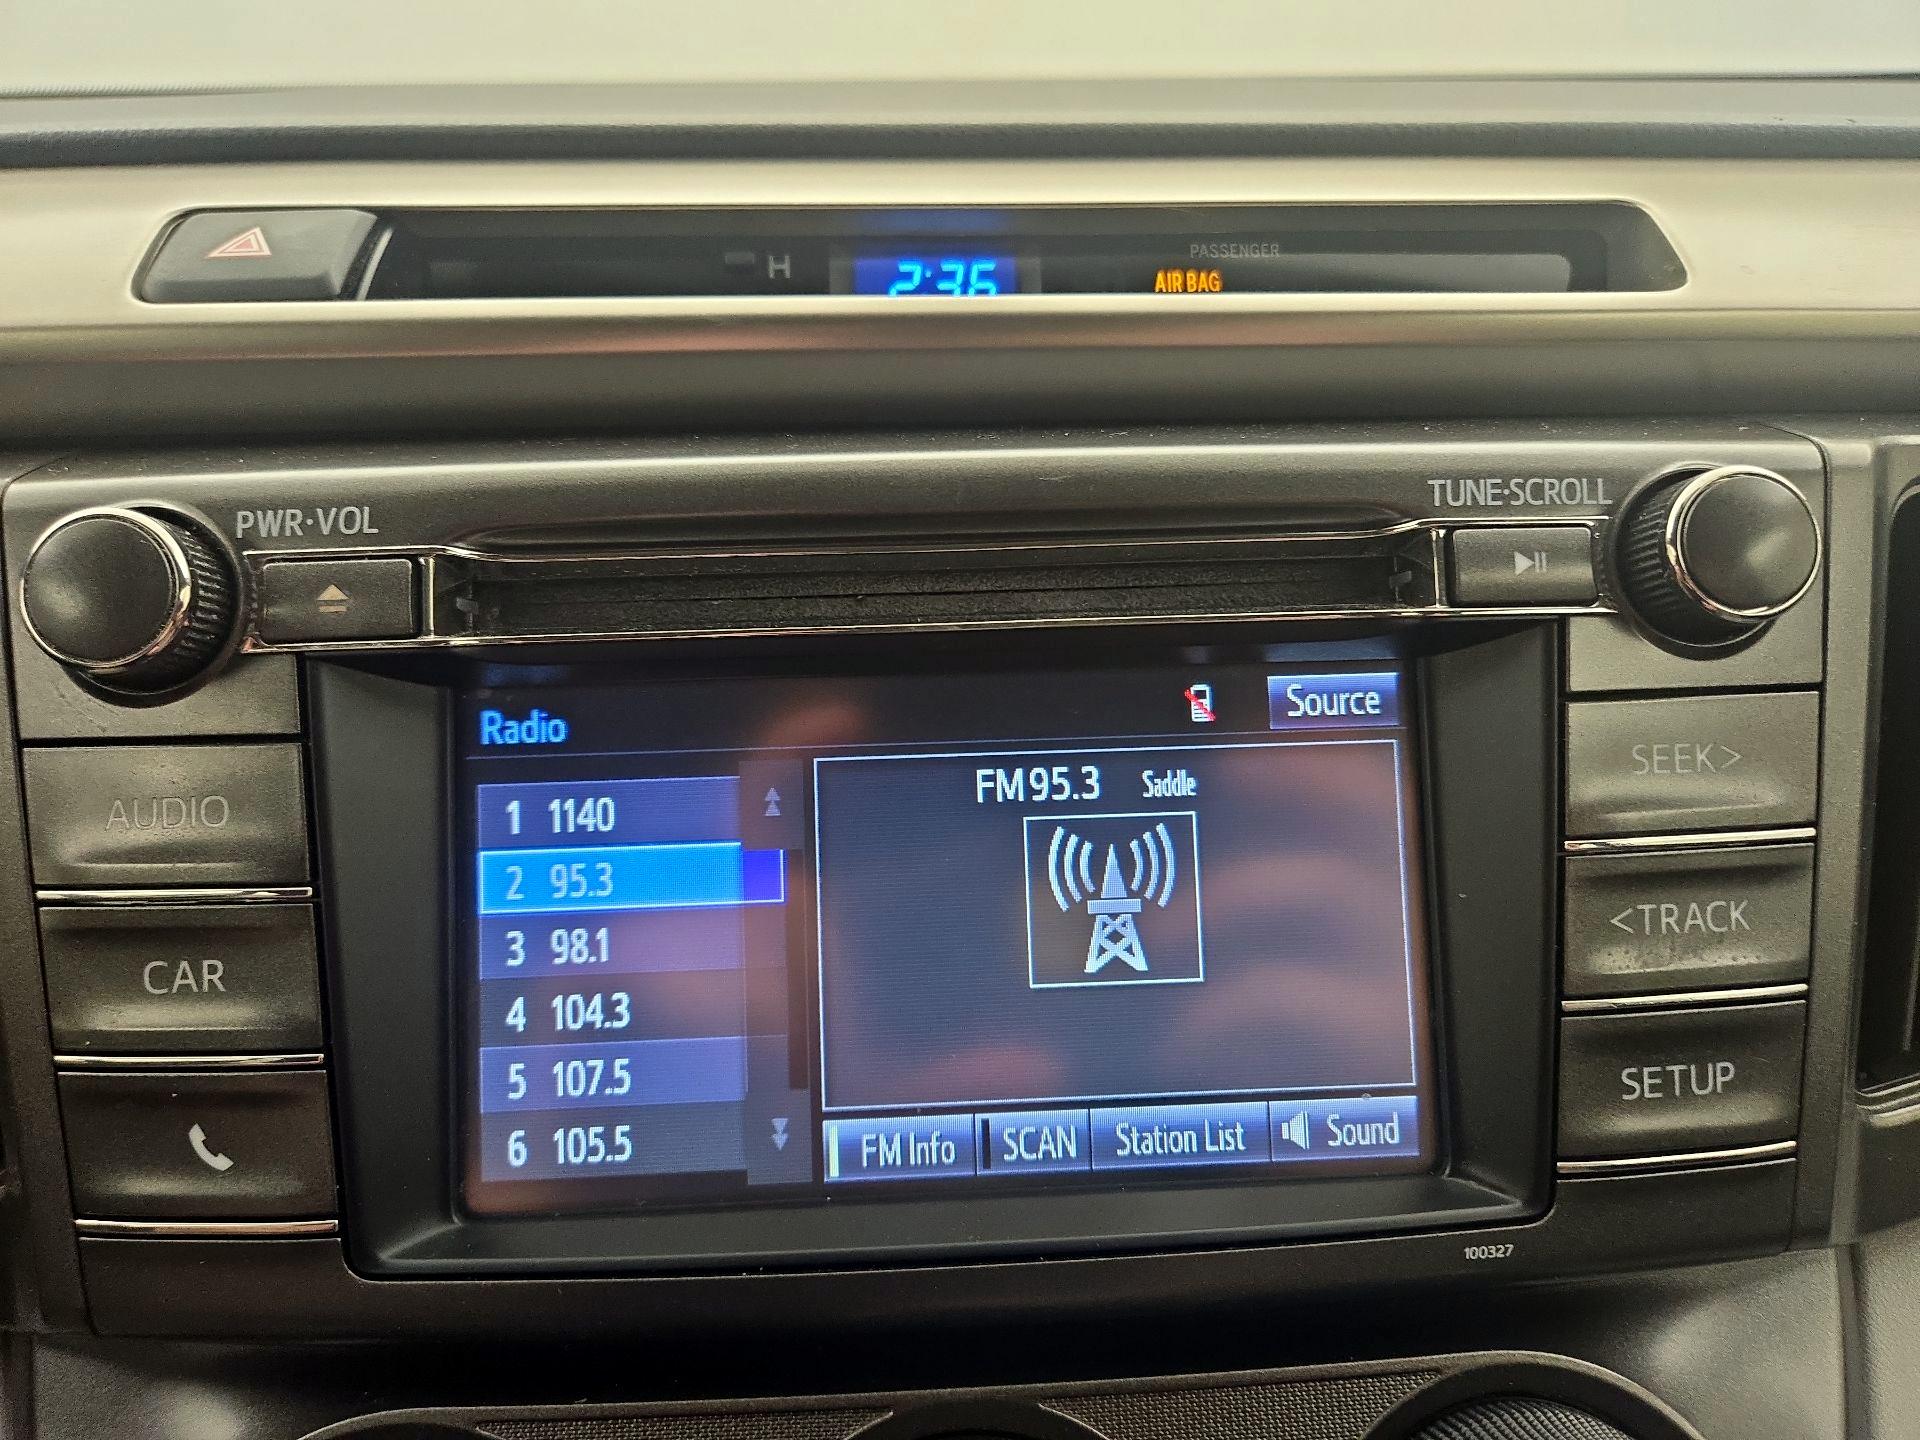 H
2:36
PASSENGER
AIR BAG
PWR·VOL
TUNE·SCROLL
Radio
Source
AUDIO
CAR
1 1140
2 95.3
3 98.1
4 104.3
5 107.5
6 105.5
FM95.3 Saddle
FM Info
SCAN
Station List
Sound
SEEK>
<TRACK
SETUP
100327